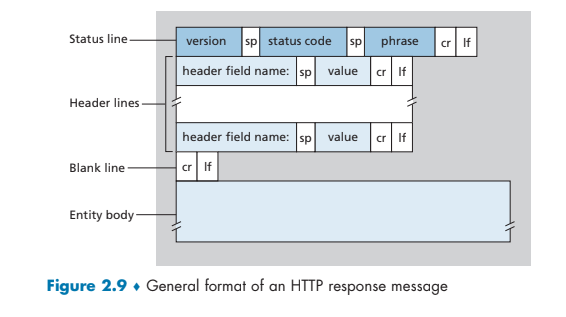 Status line version sp status code sp phrase cr lf
header field name: sp value cr lf
Header lines
header field name: sp value cr lf
Blank line cr lf
Entity body
Figure 2.9 ♦ General format of an HTTP response message